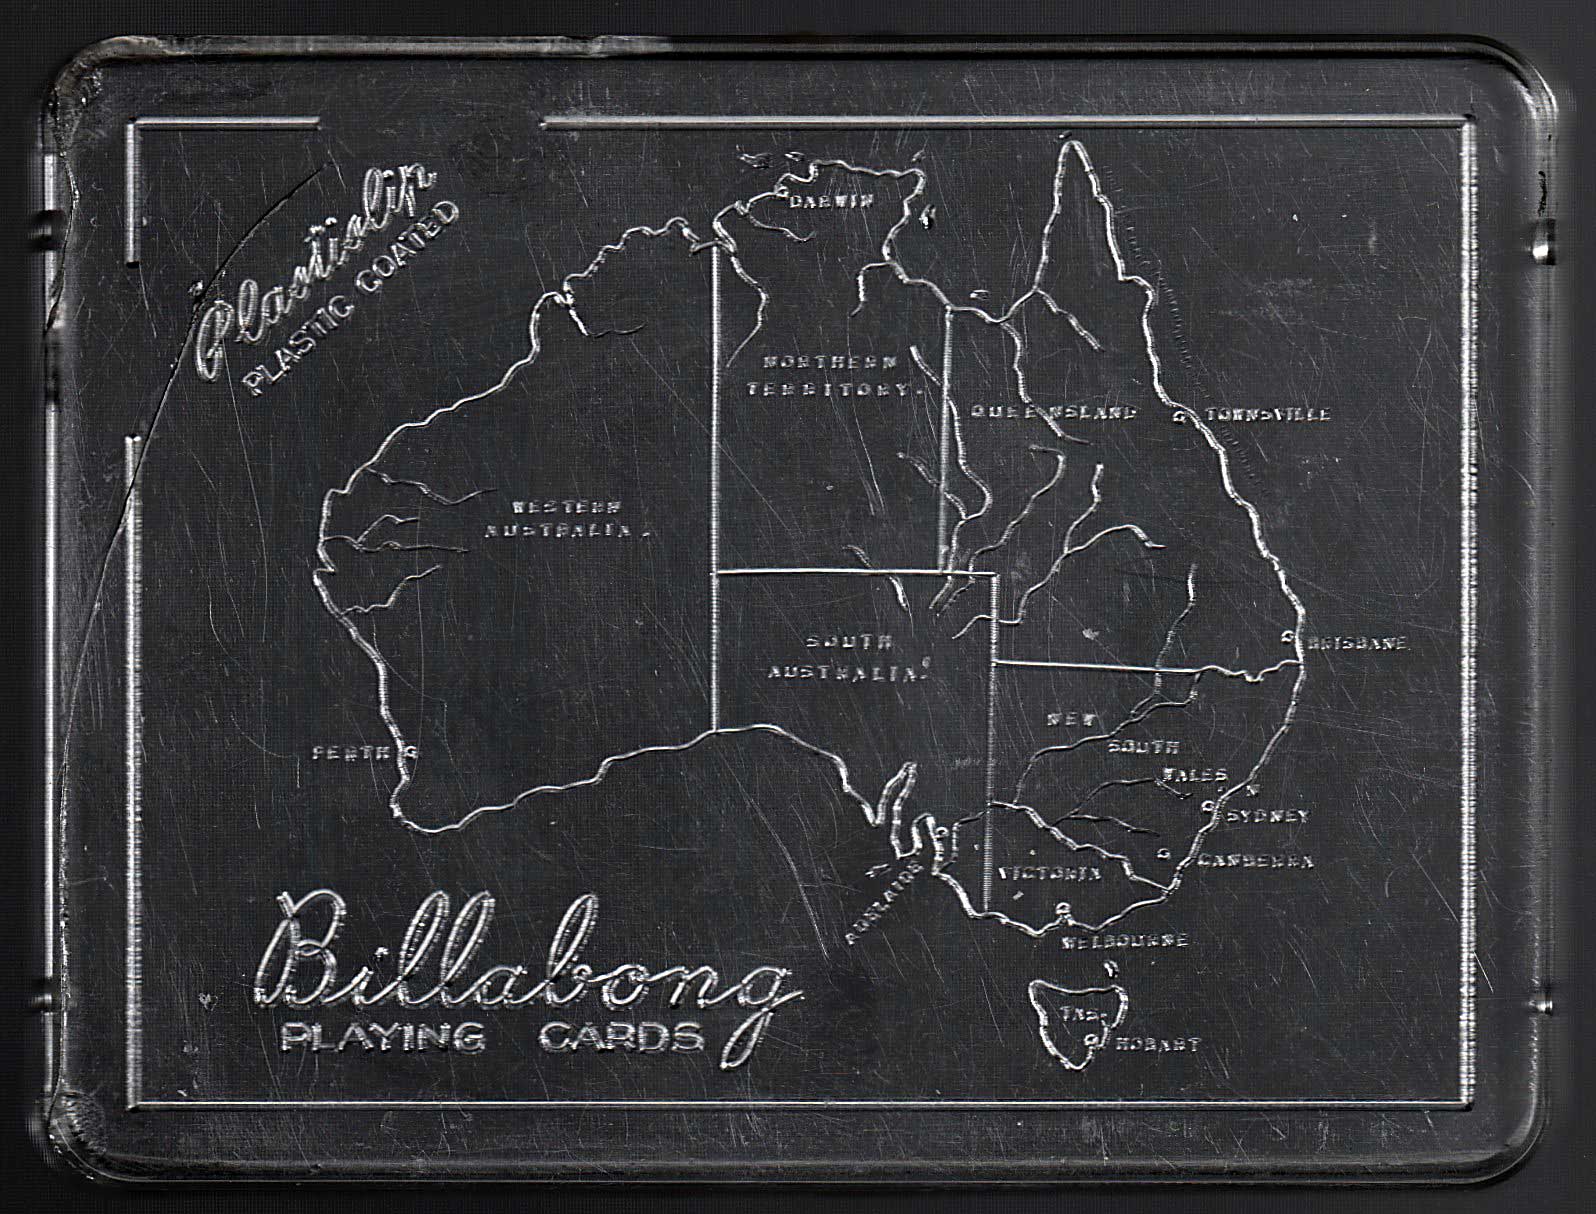 Plastislip
PLASTIC COATED
DARWIN
NORTHERN
TERRITORY.
QUEENSLAND
TOWNSVILLE
WESTERN
AUSTRALIA.
SOUTH
AUSTRALIA.
BRISBANE
NEW
SOUTH
WALES
PERTH
SYDNEY
CANBERRA
VICTORIA
ADELAIDE
MELBOURNE
TAS.
HOBART
Billabong
PLAYING CARDS